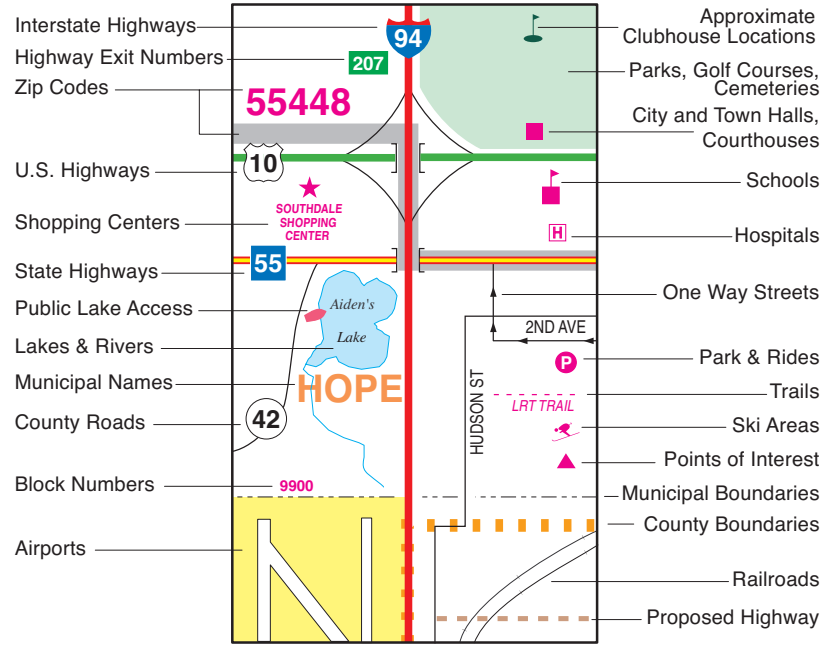 Interstate Highways
Highway Exit Numbers
Zip Codes
U.S. Highways
Shopping Centers
State Highways
Public Lake Access
Lakes & Rivers
Municipal Names
County Roads
Block Numbers
Airports
94
207
55448
10
SOUTHDALE
SHOPPING
CENTER
H
55
Aiden's
Lake
2ND AVE
P
HOPE
HUDSON ST
LRT TRAIL
42
9900
Approximate
Clubhouse Locations
Parks, Golf Courses,
Cemeteries
City and Town Halls,
Courthouses
Schools
Hospitals
One Way Streets
Park & Rides
Trails
Ski Areas
Points of Interest
Municipal Boundaries
County Boundaries
Railroads
Proposed Highway